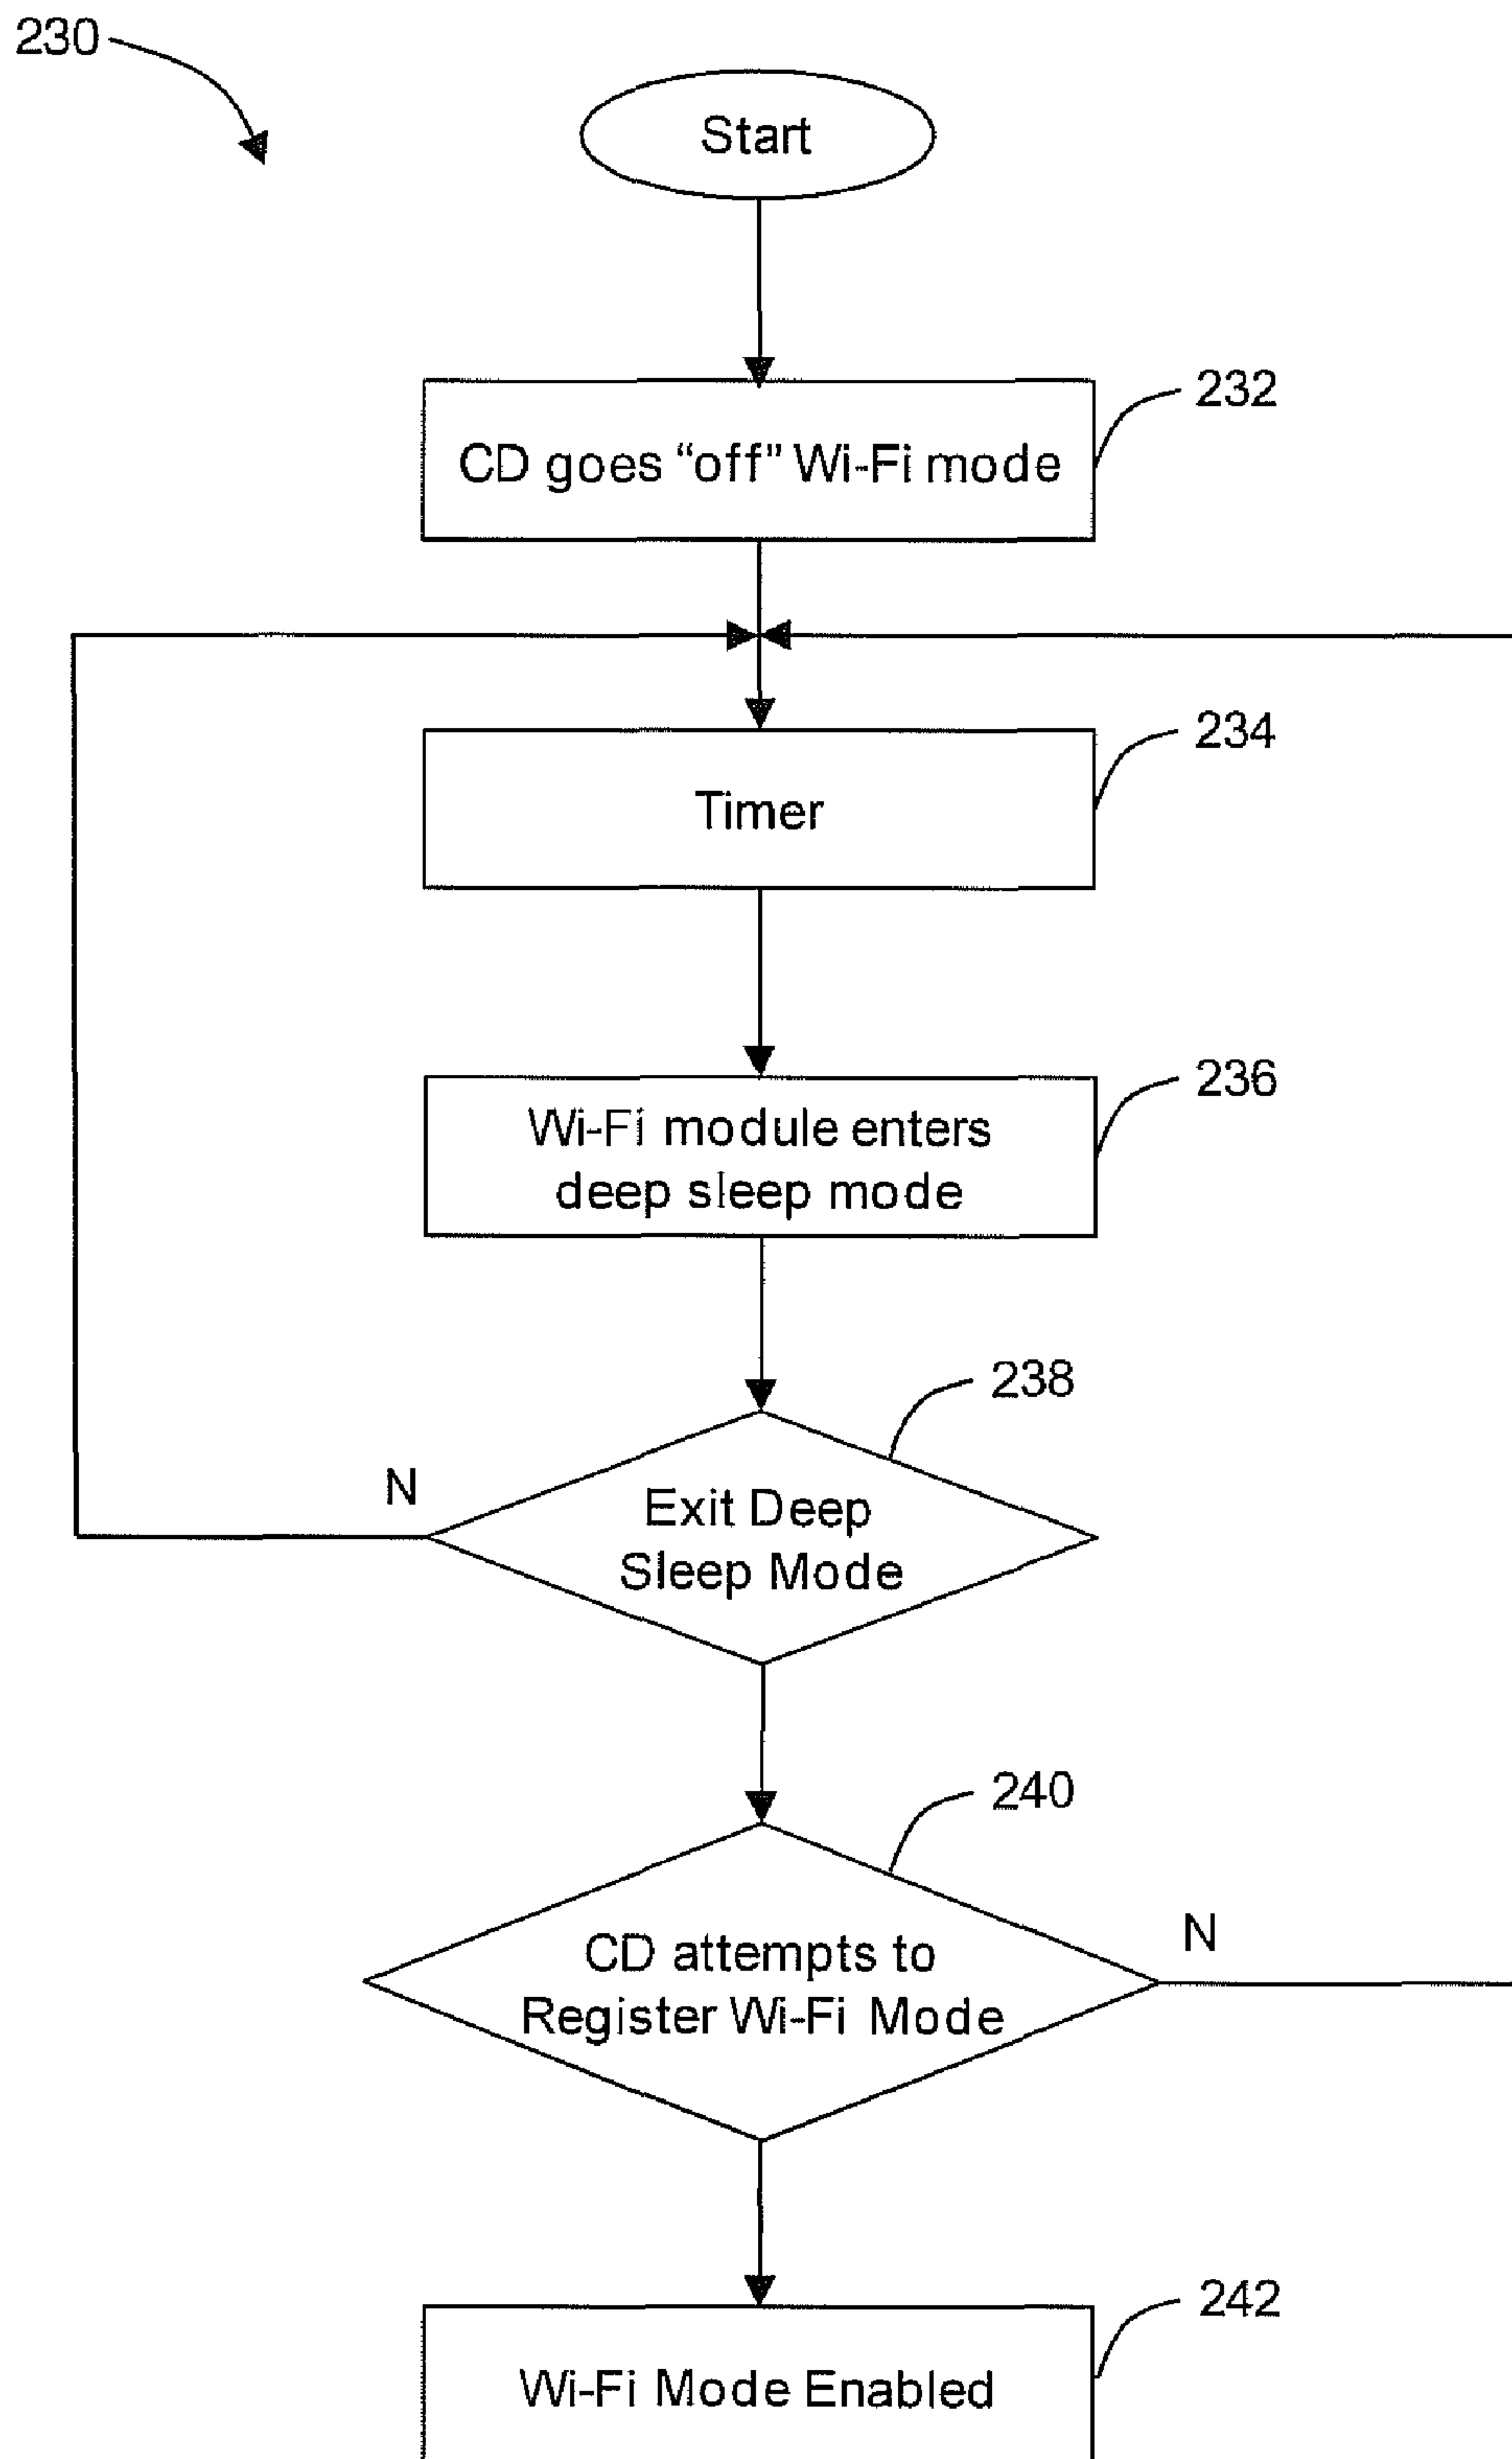 230
Start
232
CD goes “off” Wi-Fi mode
234
Timer
236
Wi-Fi module enters
deep sleep mode
238
N
Exit Deep
Sleep Mode
240
N
CD attempts to
Register Wi-Fi Mode
242
Wi-Fi Mode Enabled